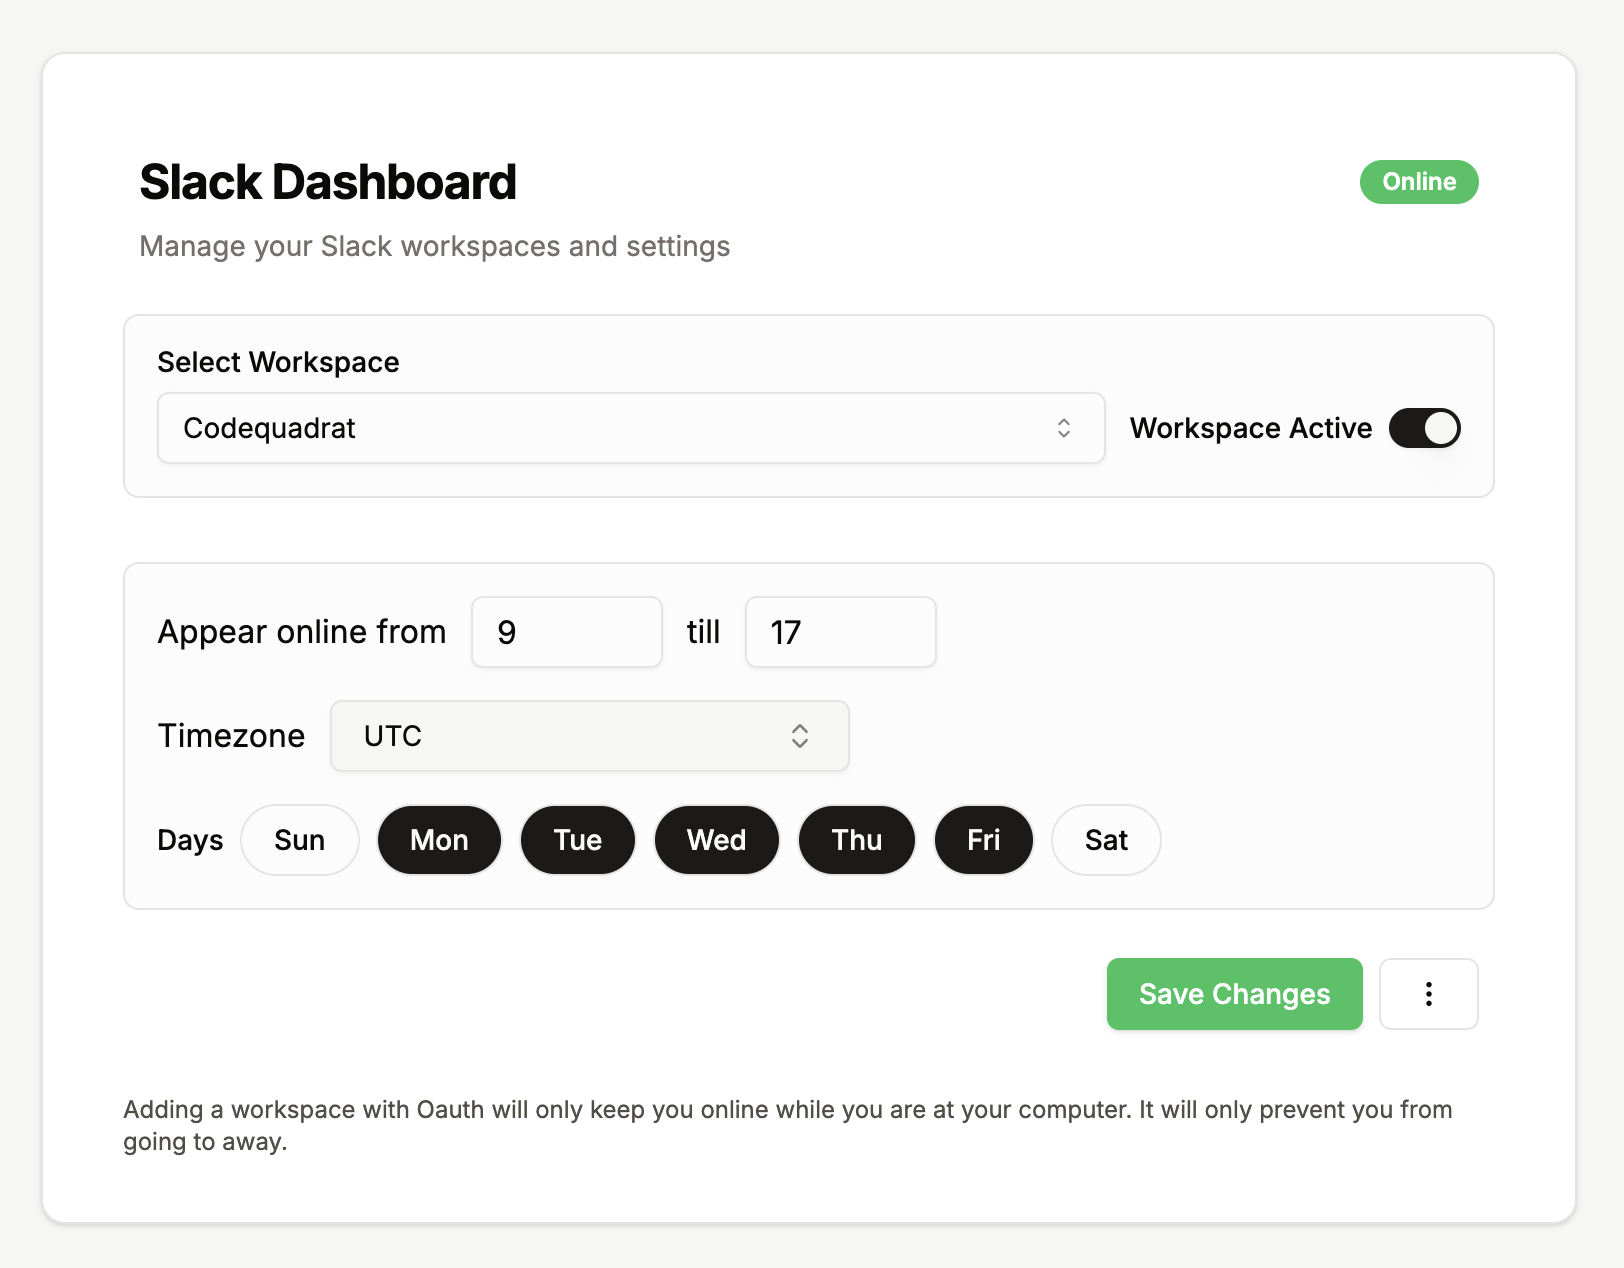 Slack Dashboard
Online
Manage your Slack workspaces and settings
Select Workspace
Codequadrat
Workspace Active
Appear online from 9 till 17
Timezone UTC
Days Sun Mon Tue Wed Thu Fri Sat
Save Changes
Adding a workspace with Oauth will only keep you online while you are at your computer. It will only prevent you from
going to away.